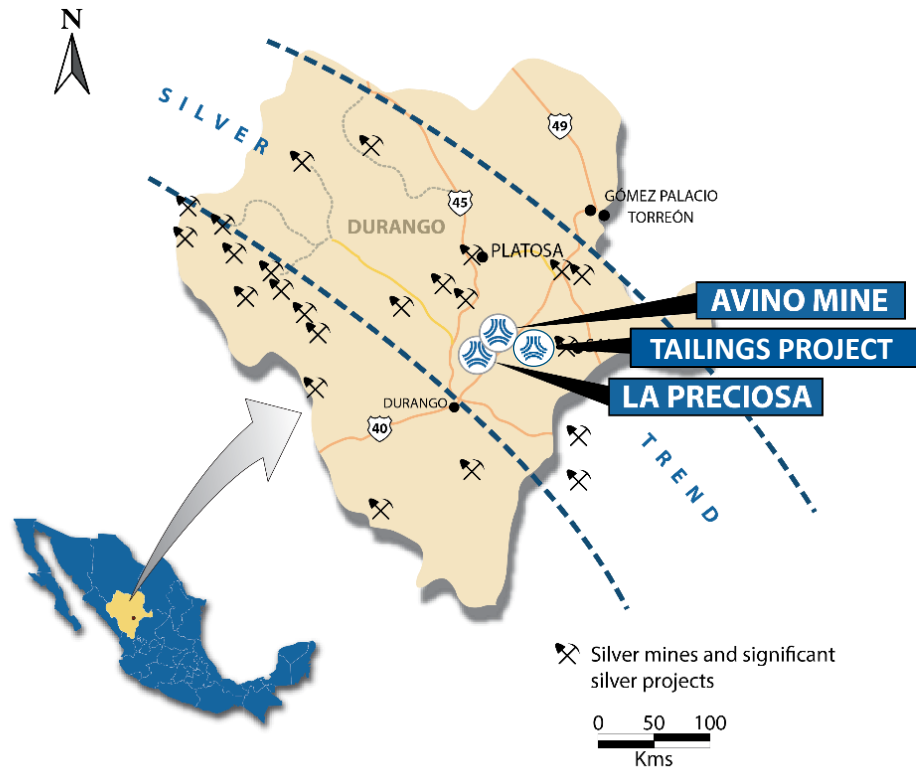 N
SILVER
49
GÓMEZ PALACIO
TORREÓN
45
DURANGO
PLATOSA
AVINO MINE
TAILINGS PROJECT
LA PRECIOSA
DURANGO
40
TREND
Silver mines and significant
silver projects
0 50 100
Kms